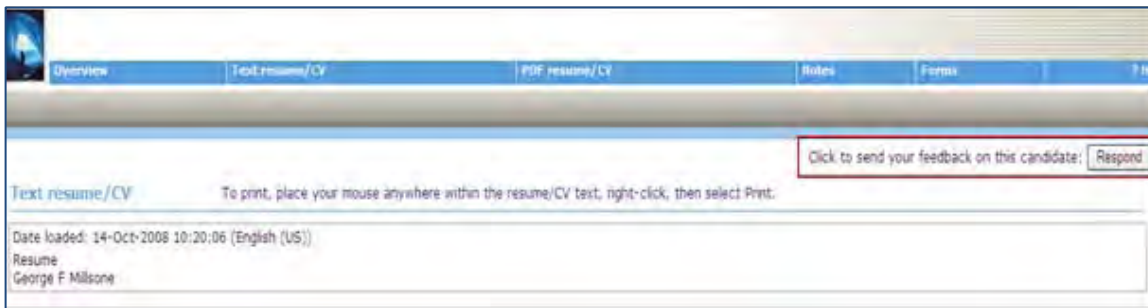 Overview Text resume/CV PDF resume/CV Notes Forms
Click to send your feedback on this candidate: Respond
Text resume/CV To print, place your mouse anywhere within the resume/CV text, right-click, then select Print.
Date loaded: 14-Oct-2008 10:20:06 (English (US))
Resume
George F Millsone